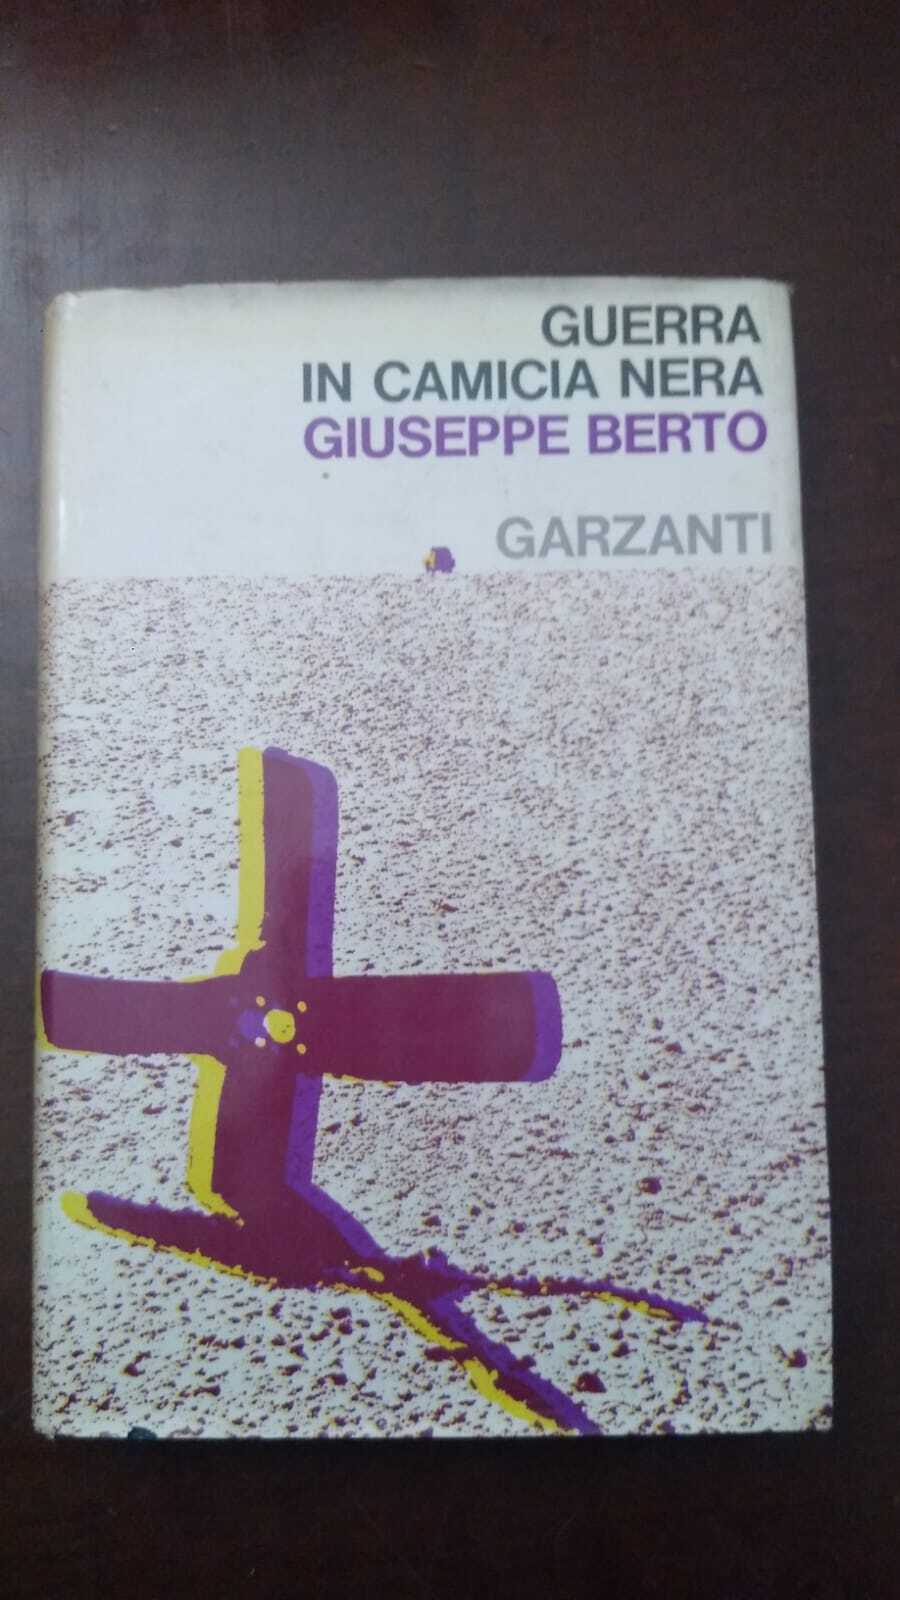 GUERRA
IN CAMICIA NERA
GIUSEPPE BERTO
GARZANTI